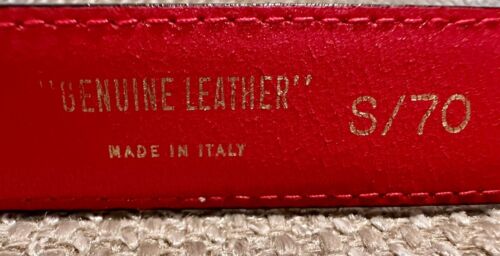 "GENUINE LEATHER"
MADE IN ITALY
S/70